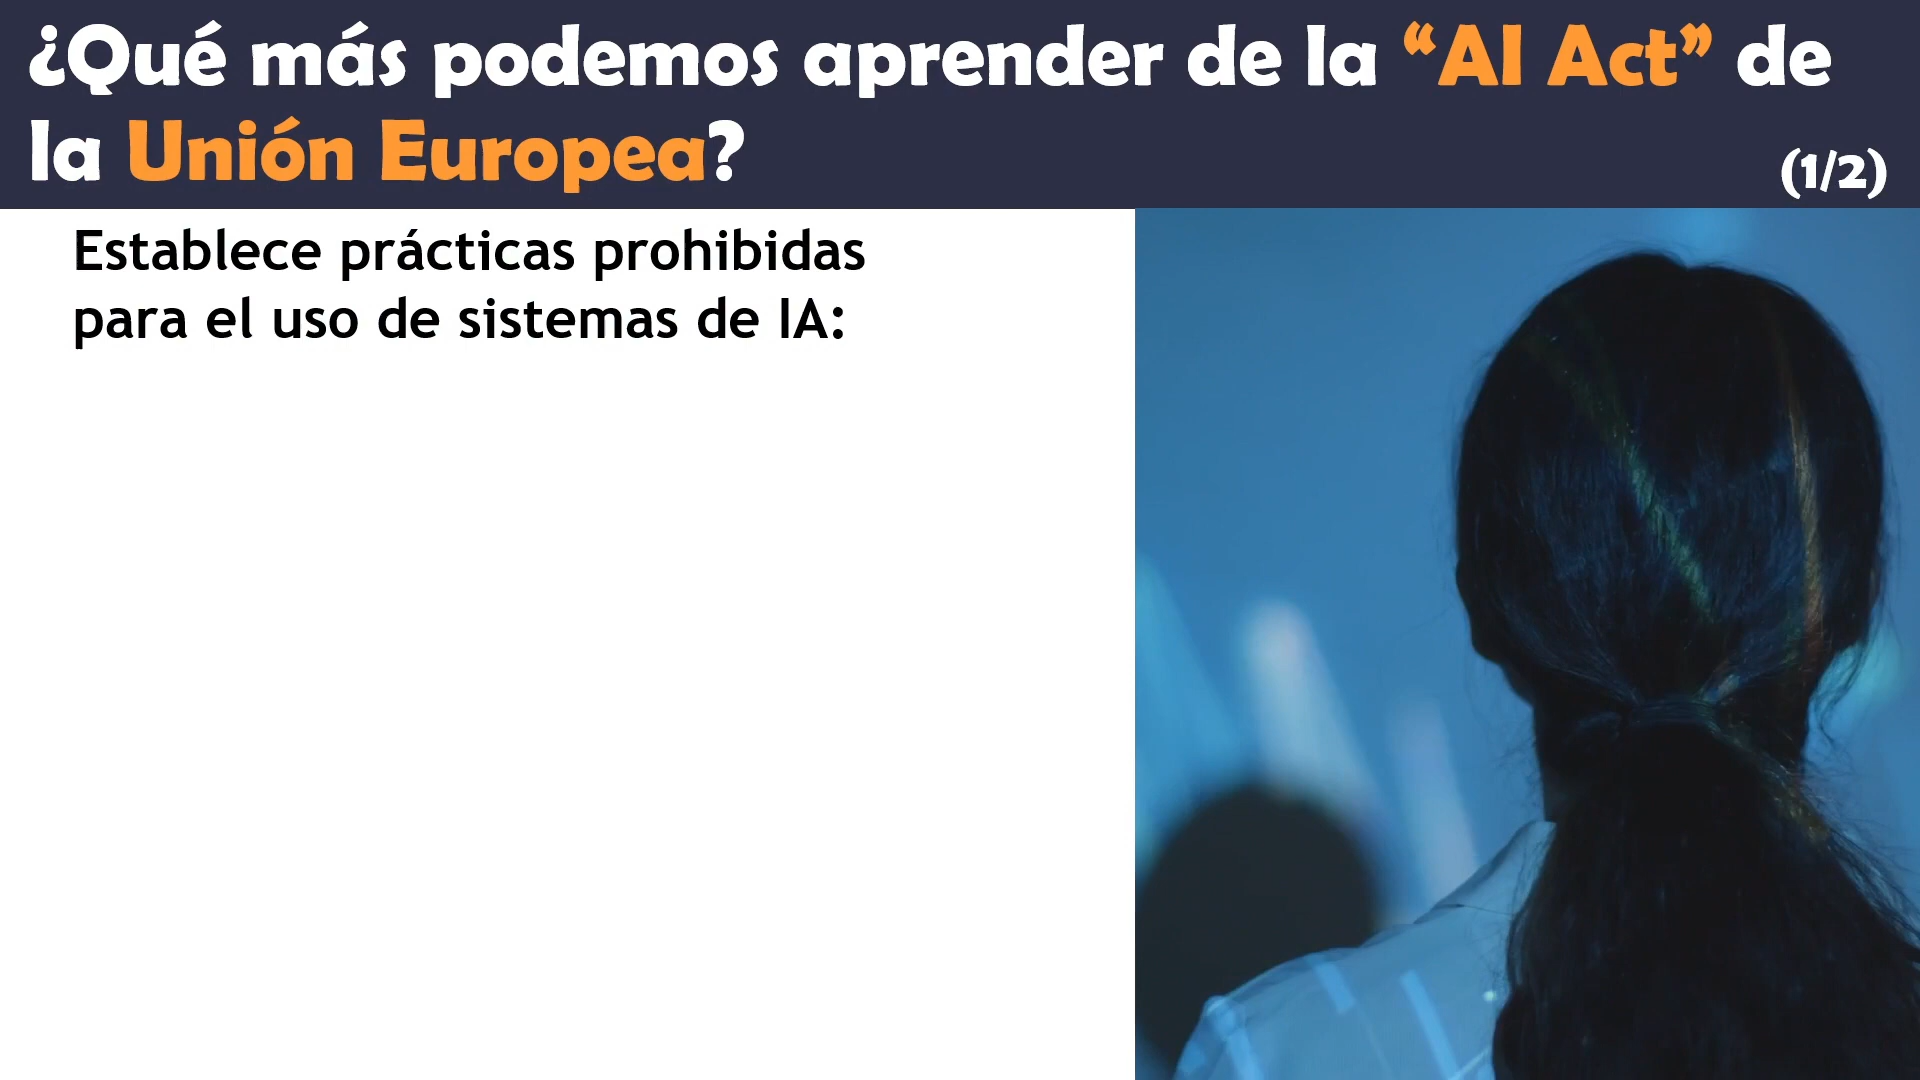 ¿Qué más podemos aprender de la “AI Act” de
la Unión Europea?
(1/2)
Establece prácticas prohibidas
para el uso de sistemas de IA: